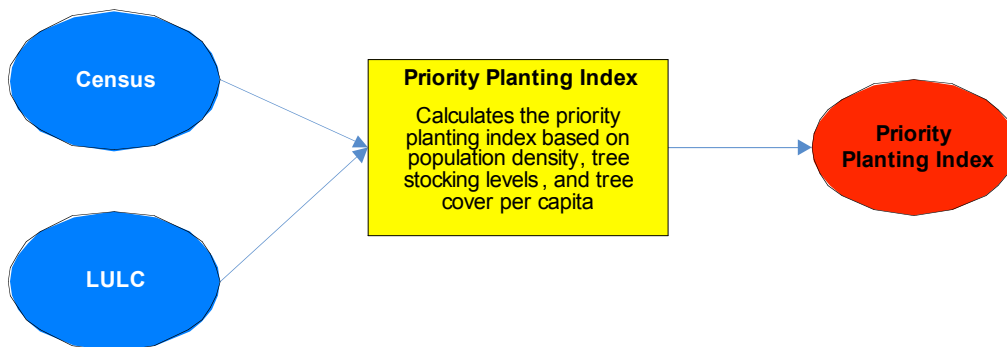 Census
LULC
Priority Planting Index
Calculates the priority
planting index based on
population density, tree
stocking levels , and tree
cover per capita
Priority
Planting Index